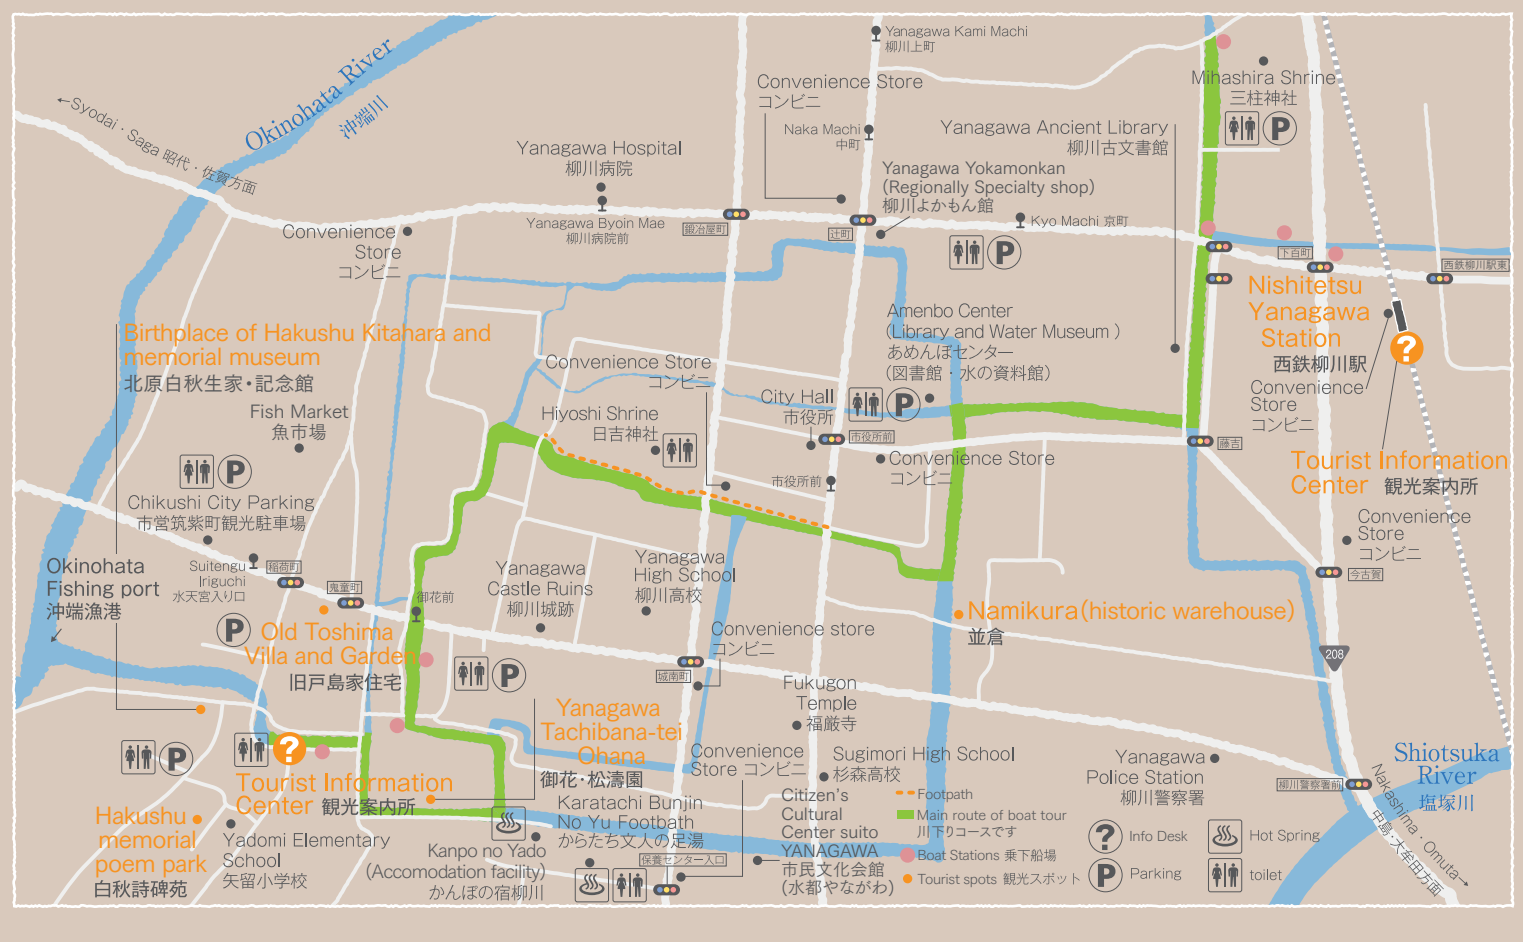 Okinohata River
沖端川
←Syodai・Saga 昭代・佐賀方面
Yanagawa Kami Machi
柳川上町
Convenience Store
コンビニ
Naka Machi
中町
Mihashira Shrine
三柱神社
P
Yanagawa Ancient Library
柳川古文書館
Yanagawa Hospital
柳川病院
Yanagawa Byoin Mae
柳川病院前
Yanagawa Yokamonkan
(Regionally Specialty shop)
柳川よかもん館
Kyo Machi 京町
P
鍛冶屋町
辻町
下百町
西鉄柳川駅東
Convenience
Store
コンビニ
Nishitetsu
Yanagawa
Station
西鉄柳川駅
?
Convenience
Store
コンビニ
Birthplace of Hakushu Kitahara and
memorial museum
北原白秋生家・記念館
Amenbo Center
(Library and Water Museum )
あめんぼセンター
(図書館・水の資料館)
Convenience Store
コンビニ
City Hall
市役所
P
市役所前
Fish Market
魚市場
Hiyoshi Shrine
日吉神社
藤吉
Convenience Store
コンビニ
市役所前
Tourist Information
Center 観光案内所
P
Chikushi City Parking
市営筑紫町観光駐車場
Convenience
Store
コンビニ
今古賀
Okinohata
Fishing port
沖端漁港
Suitengu
Iriguchi
水天宮入り口
稲荷町
鬼童町
御花前
Yanagawa
Castle Ruins
柳川城跡
Yanagawa
High School
柳川高校
Namikura(historic warehouse)
並倉
P
Old Toshima
Villa and Garden
旧戸島家住宅
P
Convenience store
コンビニ
城南町
208
Fukugon
Temple
福厳寺
Yanagawa
Tachibana-tei
Ohana
御花・松濤園
P
?
Tourist Information
Center 観光案内所
Convenience
Store コンビニ
Sugimori High School
杉森高校
Yanagawa
Police Station
柳川警察署
柳川警察署前
Shiotsuka
River
塩塚川
Nakashima・Omuta→
中島・大牟田方面
Hakushu
memorial
poem park
白秋詩碑苑
Yadomi Elementary
School
矢留小学校
Karatachi Bunjin
No Yu Footbath
からたち文人の足湯
Kanpo no Yado
(Accomodation facility)
かんぽの宿柳川
保養センター入口
Citizen's
Cultural
Center suito
YANAGAWA
市民文化会館
(水都やながわ)
Footpath
Main route of boat tour
川下りコースです
Boat Stations 乗下船場
Tourist spots 観光スポット
? Info Desk
Hot Spring
P Parking
toilet